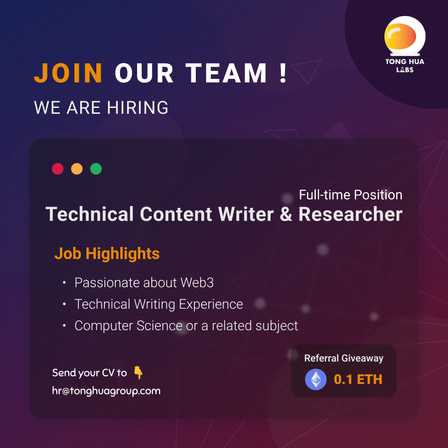 TONG HUA
LABS
JOIN OUR TEAM !
WE ARE HIRING
Full-time Position
Technical Content Writer & Researcher
Job Highlights
• Passionate about Web3
• Technical Writing Experience
• Computer Science or a related subject
Referral Giveaway
0.1 ETH
Send your CV to 👇
hr@tonghuagroup.com